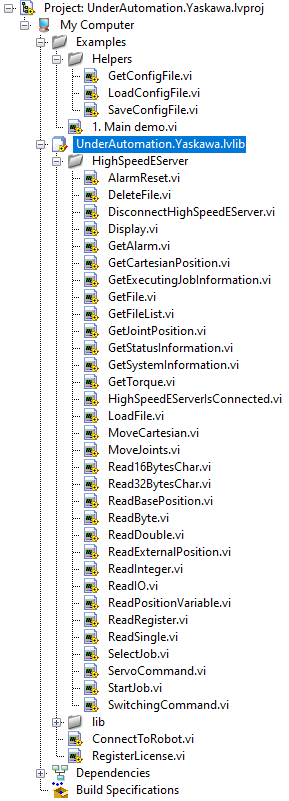 Project: UnderAutomation.Yaskawa.lvproj
My Computer
Examples
Helpers
GetConfigFile.vi
LoadConfigFile.vi
SaveConfigFile.vi
1. Main demo.vi
UnderAutomation.Yaskawa.lvlib
HighSpeedEServer
AlarmReset.vi
DeleteFile.vi
DisconnectHighSpeedEServer.vi
Display.vi
GetAlarm.vi
GetCartesianPosition.vi
GetExecutingJobInformation.vi
GetFile.vi
GetFileList.vi
GetJointPosition.vi
GetStatusInformation.vi
GetSystemInformation.vi
GetTorque.vi
HighSpeedEServerIsConnected.vi
LoadFile.vi
MoveCartesian.vi
MoveJoints.vi
Read16BytesChar.vi
Read32BytesChar.vi
ReadBasePosition.vi
ReadByte.vi
ReadDouble.vi
ReadExternalPosition.vi
ReadInteger.vi
ReadIO.vi
ReadPositionVariable.vi
ReadRegister.vi
ReadSingle.vi
SelectJob.vi
ServoCommand.vi
StartJob.vi
SwitchingCommand.vi
lib
ConnectToRobot.vi
RegisterLicense.vi
Dependencies
Build Specifications